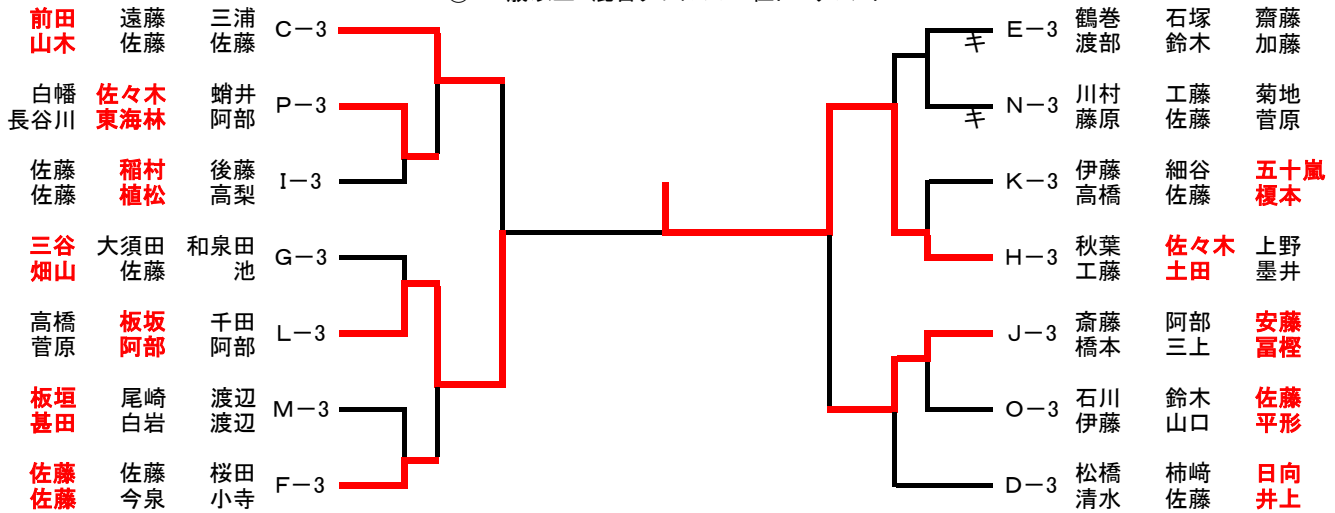 前田 遠藤 三浦 C-3
山木 佐藤 佐藤
白幡 佐々木 蛸井 P-3
長谷川 東海林 阿部
佐藤 稲村 後藤 I-3
佐藤 植松 高梨
三谷 大須田 和泉田 G-3
畑山 佐藤 池
高橋 板坂 千田 L-3
菅原 阿部 阿部
板垣 尾崎 渡辺 M-3
甚田 白岩 渡辺
佐藤 佐藤 桜田 F-3
佐藤 今泉 小寺
キ E-3 鶴巻 石塚 齋藤
渡部 鈴木 加藤
キ N-3 川村 工藤 菊地
藤原 佐藤 菅原
K-3 伊藤 細谷 五十嵐
高橋 佐藤 榎本
H-3 秋葉 佐々木 上野
工藤 土田 墨井
J-3 斎藤 阿部 安藤
橋本 三上 冨樫
O-3 石川 鈴木 佐藤
伊藤 山口 平形
D-3 松橋 柿﨑 日向
清水 佐藤 井上